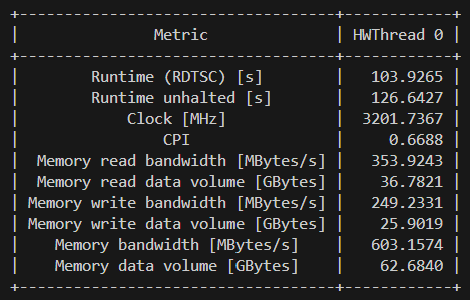 +-----------------------------------+------------+
| Metric | HWThread 0 |
+-----------------------------------+------------+
| Runtime (RDTSC) [s] | 103.9265 |
| Runtime unhalted [s] | 126.6427 |
| Clock [MHz] | 3201.7367 |
| CPI | 0.6688 |
| Memory read bandwidth [MBytes/s] | 353.9243 |
| Memory read data volume [GBytes] | 36.7821 |
| Memory write bandwidth [MBytes/s] | 249.2331 |
| Memory write data volume [GBytes] | 25.9019 |
| Memory bandwidth [MBytes/s] | 603.1574 |
| Memory data volume [GBytes] | 62.6840 |
+-----------------------------------+------------+